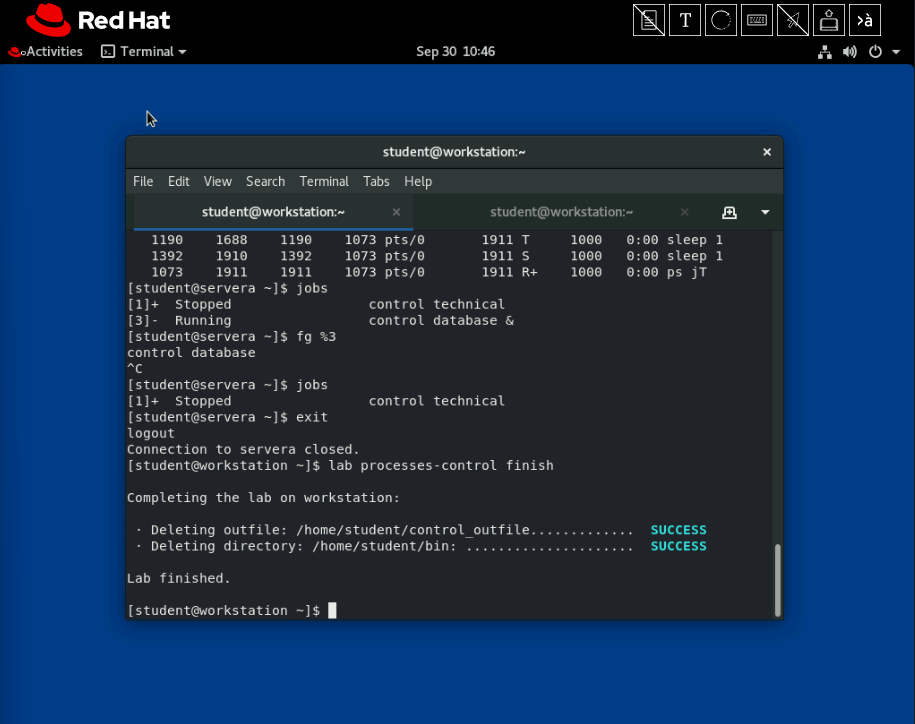 Red Hat
T
›à
Activities
Terminal
Sep 30 10:46
student@workstation:~
File Edit View Search Terminal Tabs Help
student@workstation:~ student@workstation:~
1190 1688 1190 1073 pts/0 1911 T 1000 0:00 sleep 1
1392 1910 1392 1073 pts/0 1911 S 1000 0:00 sleep 1
1073 1911 1911 1073 pts/0 1911 R+ 1000 0:00 ps jT
[student@servera ~]$ jobs
[1]+ Stopped control technical
[3]- Running control database &
[student@servera ~]$ fg %3
control database
^C
[student@servera ~]$ jobs
[1]+ Stopped control technical
[student@servera ~]$ exit
logout
Connection to servera closed.
[student@workstation ~]$ lab processes-control finish
Completing the lab on workstation:
· Deleting outfile: /home/student/control_outfile............. SUCCESS
· Deleting directory: /home/student/bin: ..................... SUCCESS
Lab finished.
[student@workstation ~]$